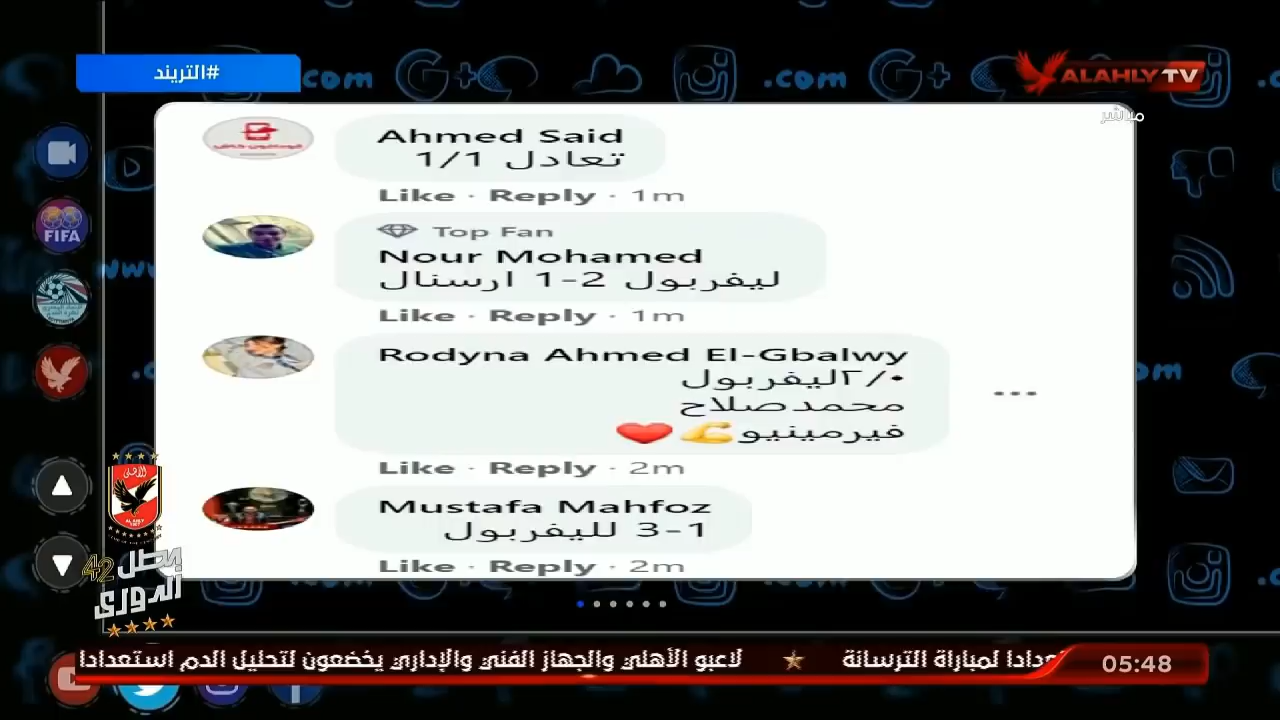 #التريند
ALAHLY TV
مباشر
Ahmed Said
تعادل 1/1
Like · Reply · 1m
Top Fan
Nour Mohamed
ليفربول 2-1 ارسنال
Like · Reply · 1m
Rodyna Ahmed El-Gbalwy
٢/٠ليفربول
محمدصلاح
فيرمينيو💪❤️
Like · Reply · 2m
Mustafa Mahfoz
1-3 لليفربول
Like · Reply · 2m
FIFA
بطل 42
الدوري
لمباراة الترسانة
لاعبو الأهلي والجهاز الفني والإداري يخضعون لتحليل الدم استعدادا
05:48
.com
.com